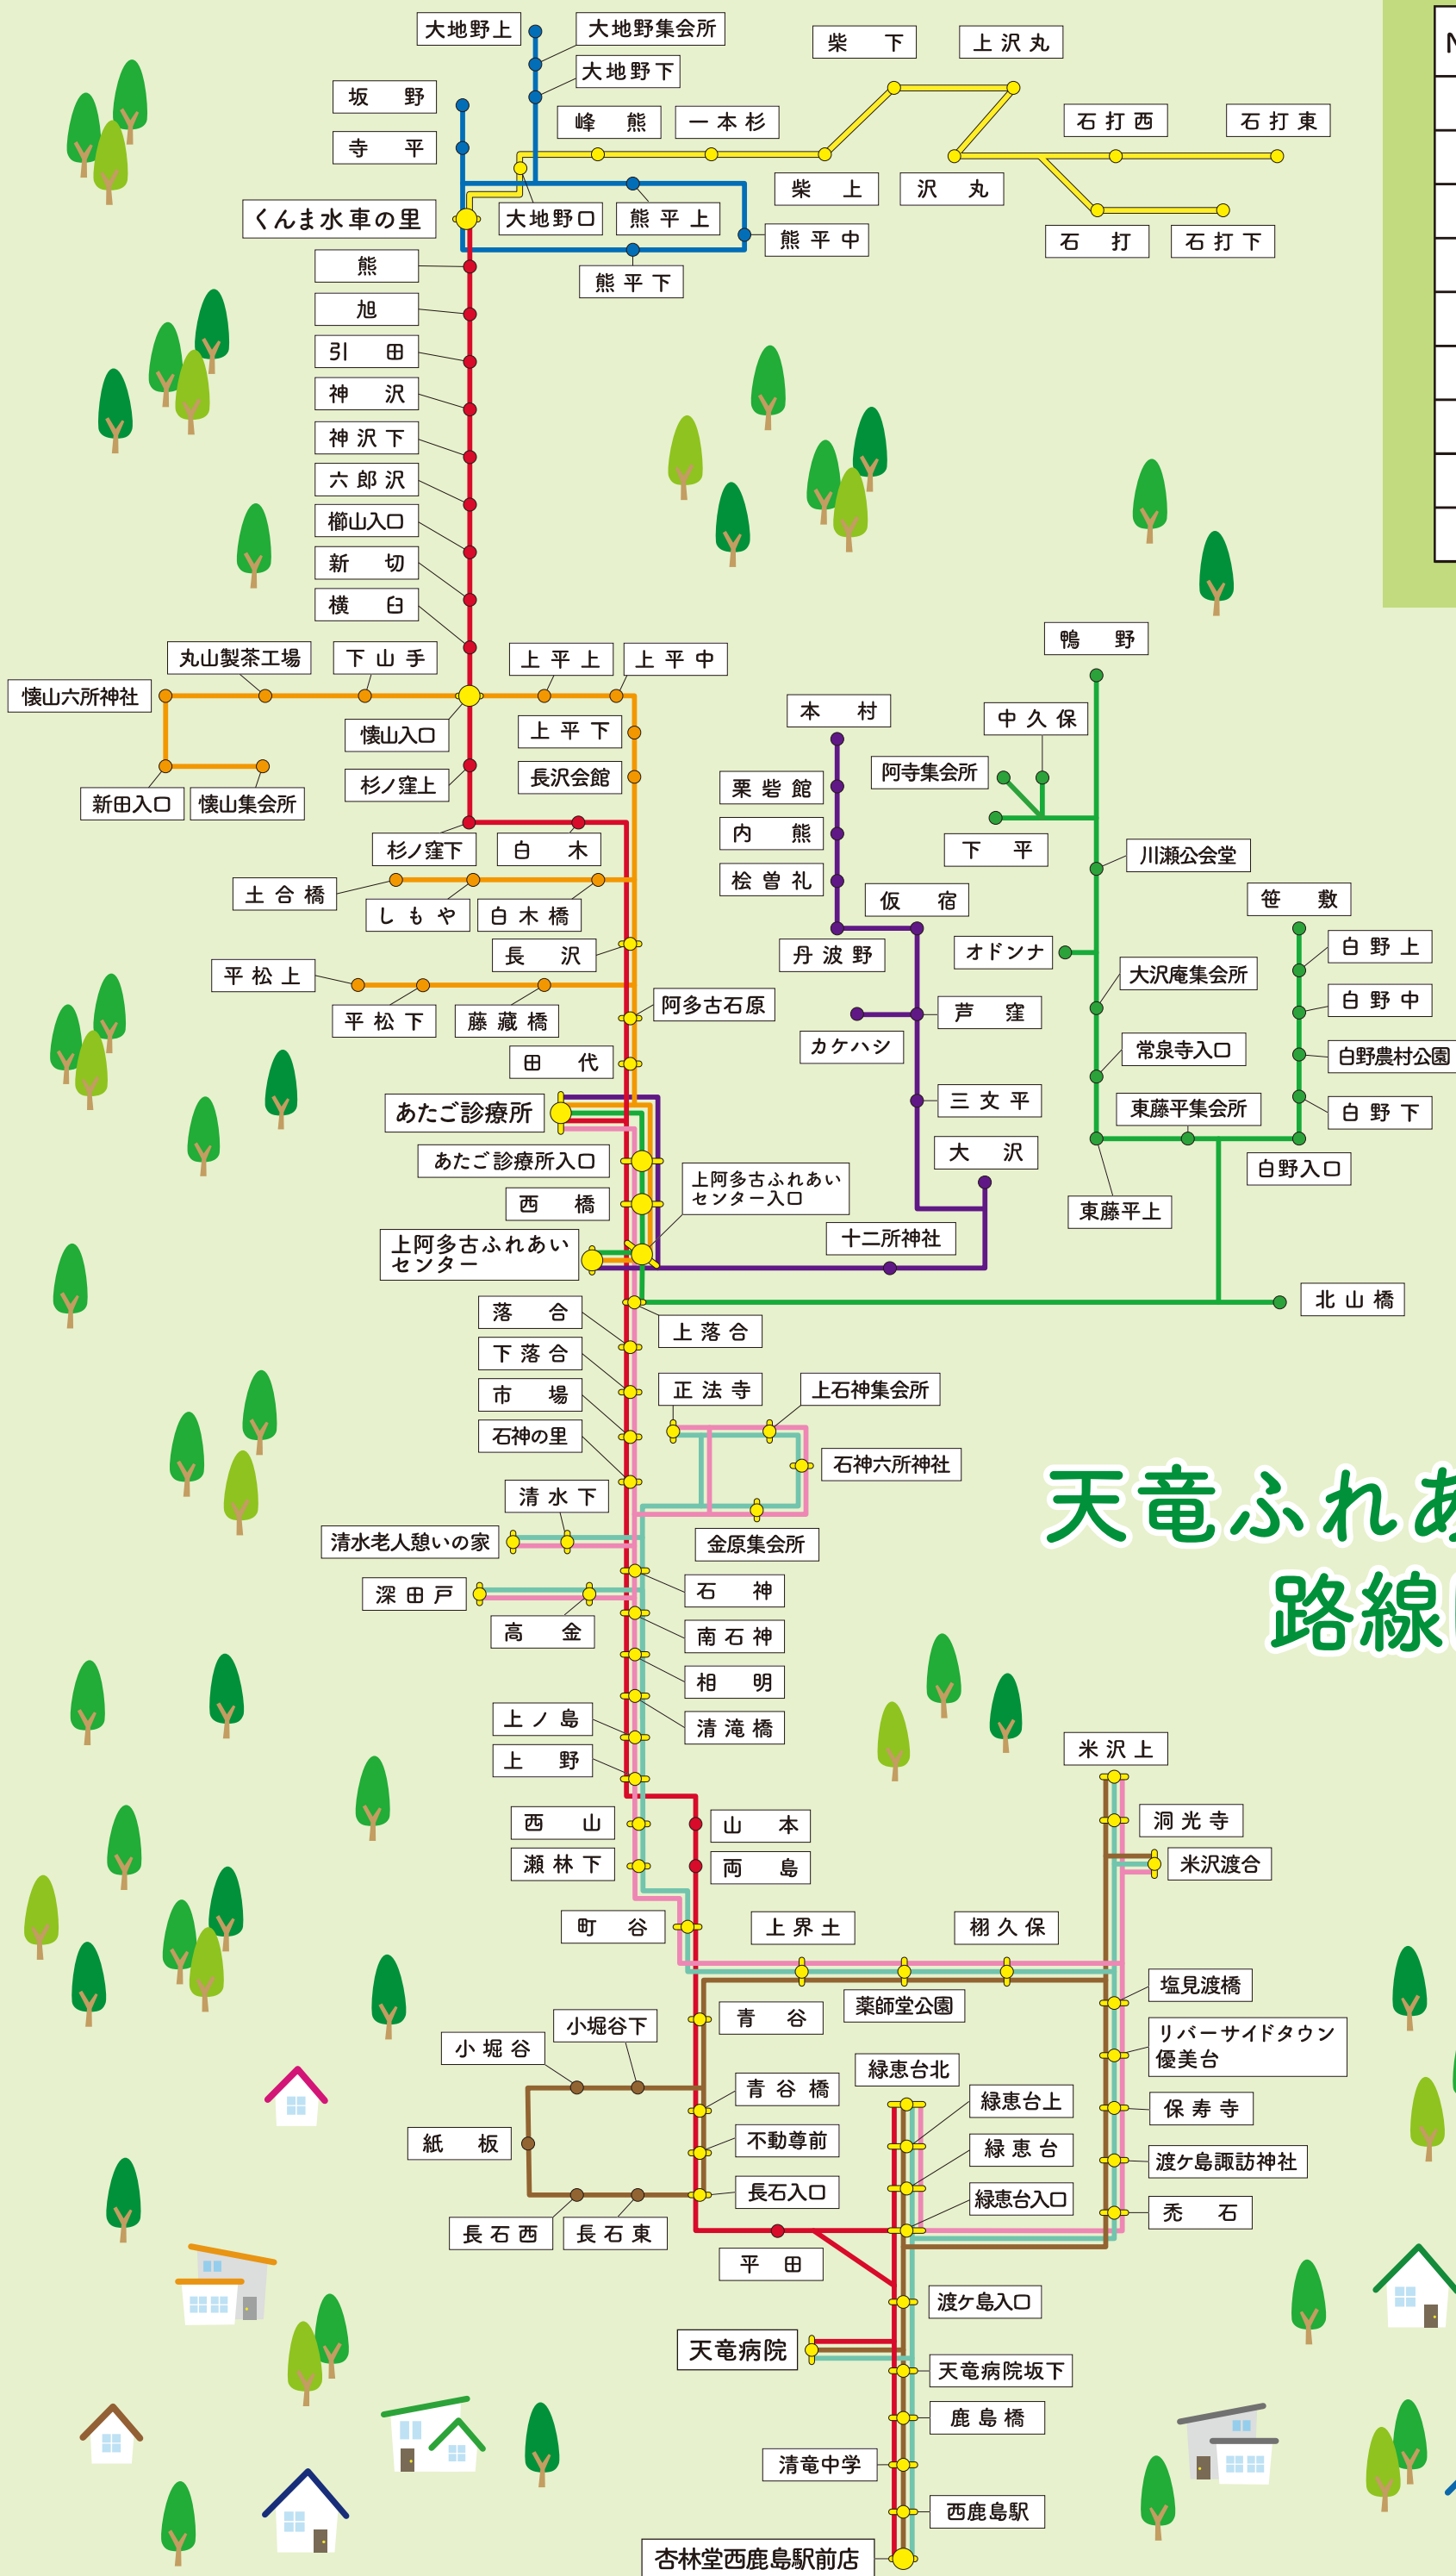 大地野上
大地野集会所
大地野下
柴下
上沢丸
坂野
寺平
峰熊
一本杉
石打西
石打東
柴上
沢丸
くんま水車の里
大地野口
熊平上
熊平中
石打
石打下
熊平下
熊
旭
引田
神沢
神沢下
六郎沢
櫛山入口
新切
横臼
丸山製茶工場
下山手
上平上
上平中
懐山六所神社
懐山入口
上平下
新田入口
懐山集会所
杉ノ窪上
長沢会館
杉ノ窪下
白木
土合橋
しもや
白木橋
長沢
平松上
平松下
藤蔵橋
阿多古石原
田代
鴨野
本村
中久保
阿寺集会所
栗砦館
内熊
下平
川瀬公会堂
桧曽礼
仮宿
笹敷
丹波野
オドンナ
白野上
大沢庵集会所
白野中
芦窪
カケハシ
常泉寺入口
白野農村公園
三文平
東藤平集会所
白野下
大沢
白野入口
東藤平上
十二所神社
北山橋
あたご診療所
あたご診療所入口
西橋
上阿多古ふれあい
センター入口
上阿多古ふれあい
センター
上落合
落合
下落合
市場
石神の里
正法寺
上石神集会所
石神六所神社
清水下
清水老人憩いの家
金原集会所
深田戸
高金
石神
南石神
相明
清滝橋
上ノ島
上野
西山
山本
瀬林下
両島
町谷
天竜ふれあ
路線
米沢上
洞光寺
米沢渡合
上界土
栩久保
薬師堂公園
塩見渡橋
リバーサイドタウン
優美台
保寿寺
渡ケ島諏訪神社
禿石
青谷
小堀谷下
小堀谷
青谷橋
紙板
不動尊前
長石入口
長石西
長石東
緑恵台北
緑恵台上
緑恵台
緑恵台入口
平田
渡ケ島入口
天竜病院
天竜病院坂下
鹿島橋
清竜中学
西鹿島駅
杏林堂西鹿島駅前店